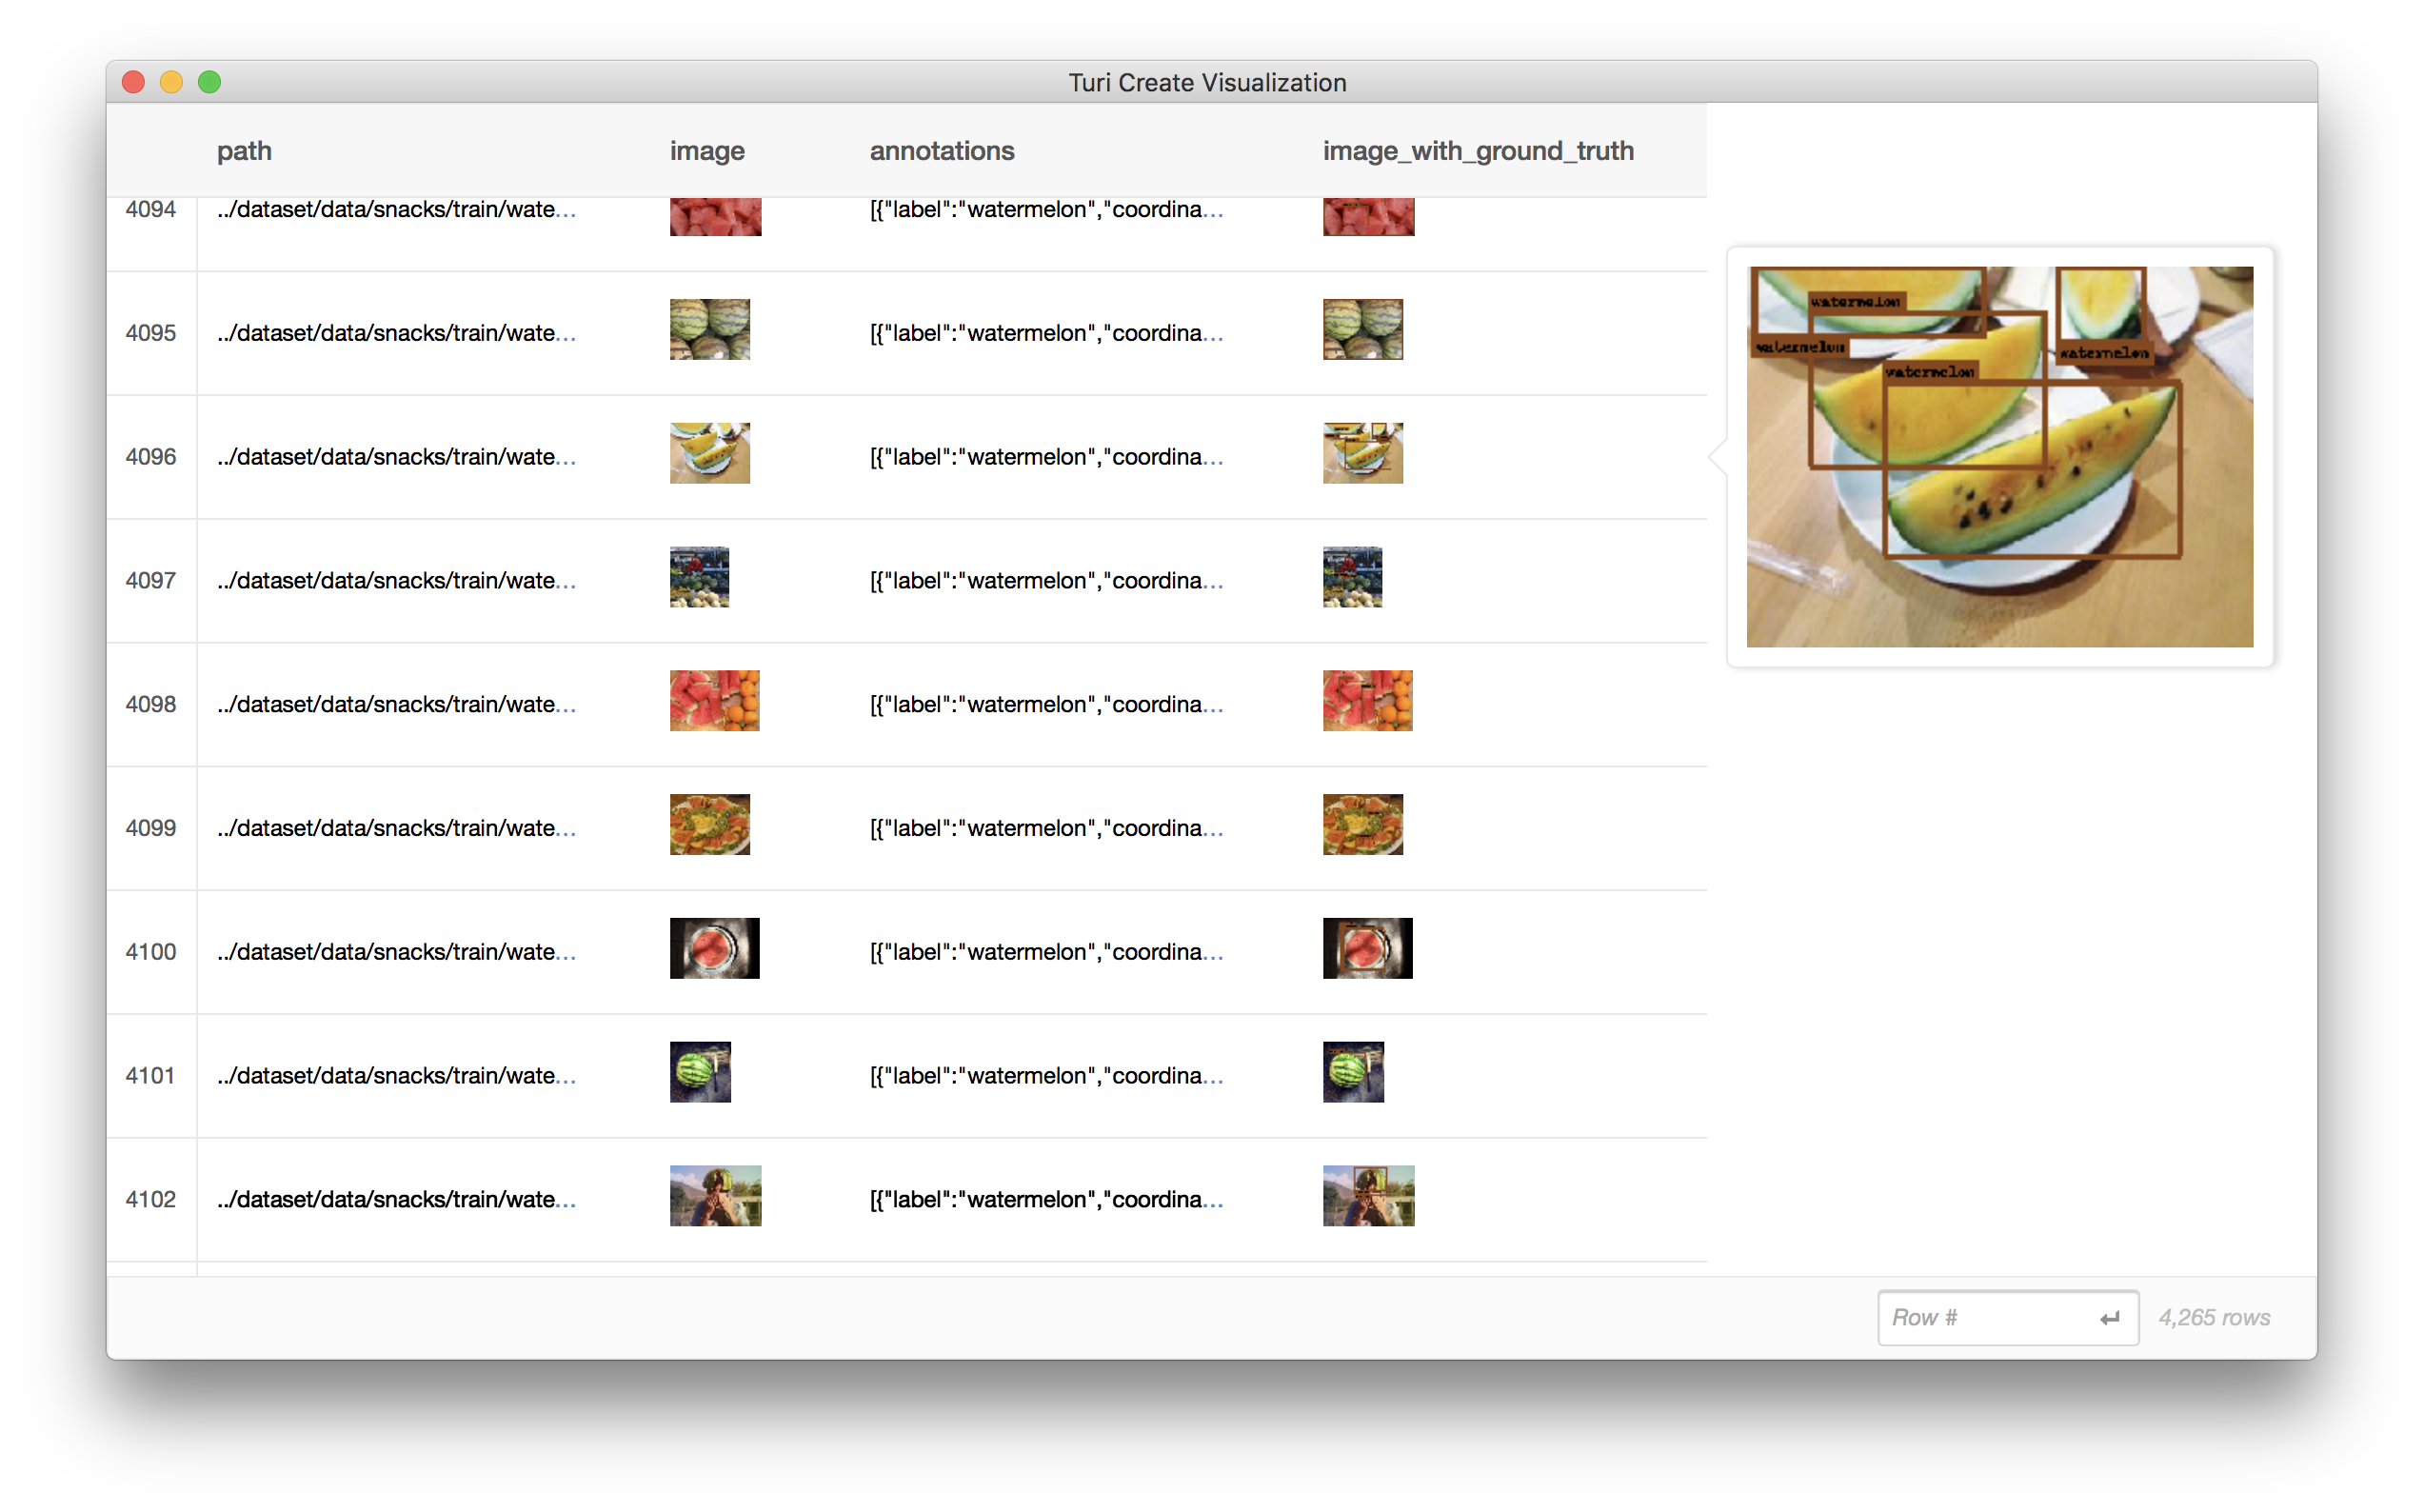 Turi Create Visualization
path image annotations image_with_ground_truth
4094 ../dataset/data/snacks/train/wate... [{"label":"watermelon","coordina...
4095 ../dataset/data/snacks/train/wate... [{"label":"watermelon","coordina...
4096 ../dataset/data/snacks/train/wate... [{"label":"watermelon","coordina...
4097 ../dataset/data/snacks/train/wate... [{"label":"watermelon","coordina...
4098 ../dataset/data/snacks/train/wate... [{"label":"watermelon","coordina...
4099 ../dataset/data/snacks/train/wate... [{"label":"watermelon","coordina...
4100 ../dataset/data/snacks/train/wate... [{"label":"watermelon","coordina...
4101 ../dataset/data/snacks/train/wate... [{"label":"watermelon","coordina...
4102 ../dataset/data/snacks/train/wate... [{"label":"watermelon","coordina...
watermelon
watermelon
watermelon
watermelon
Row # 4,265 rows